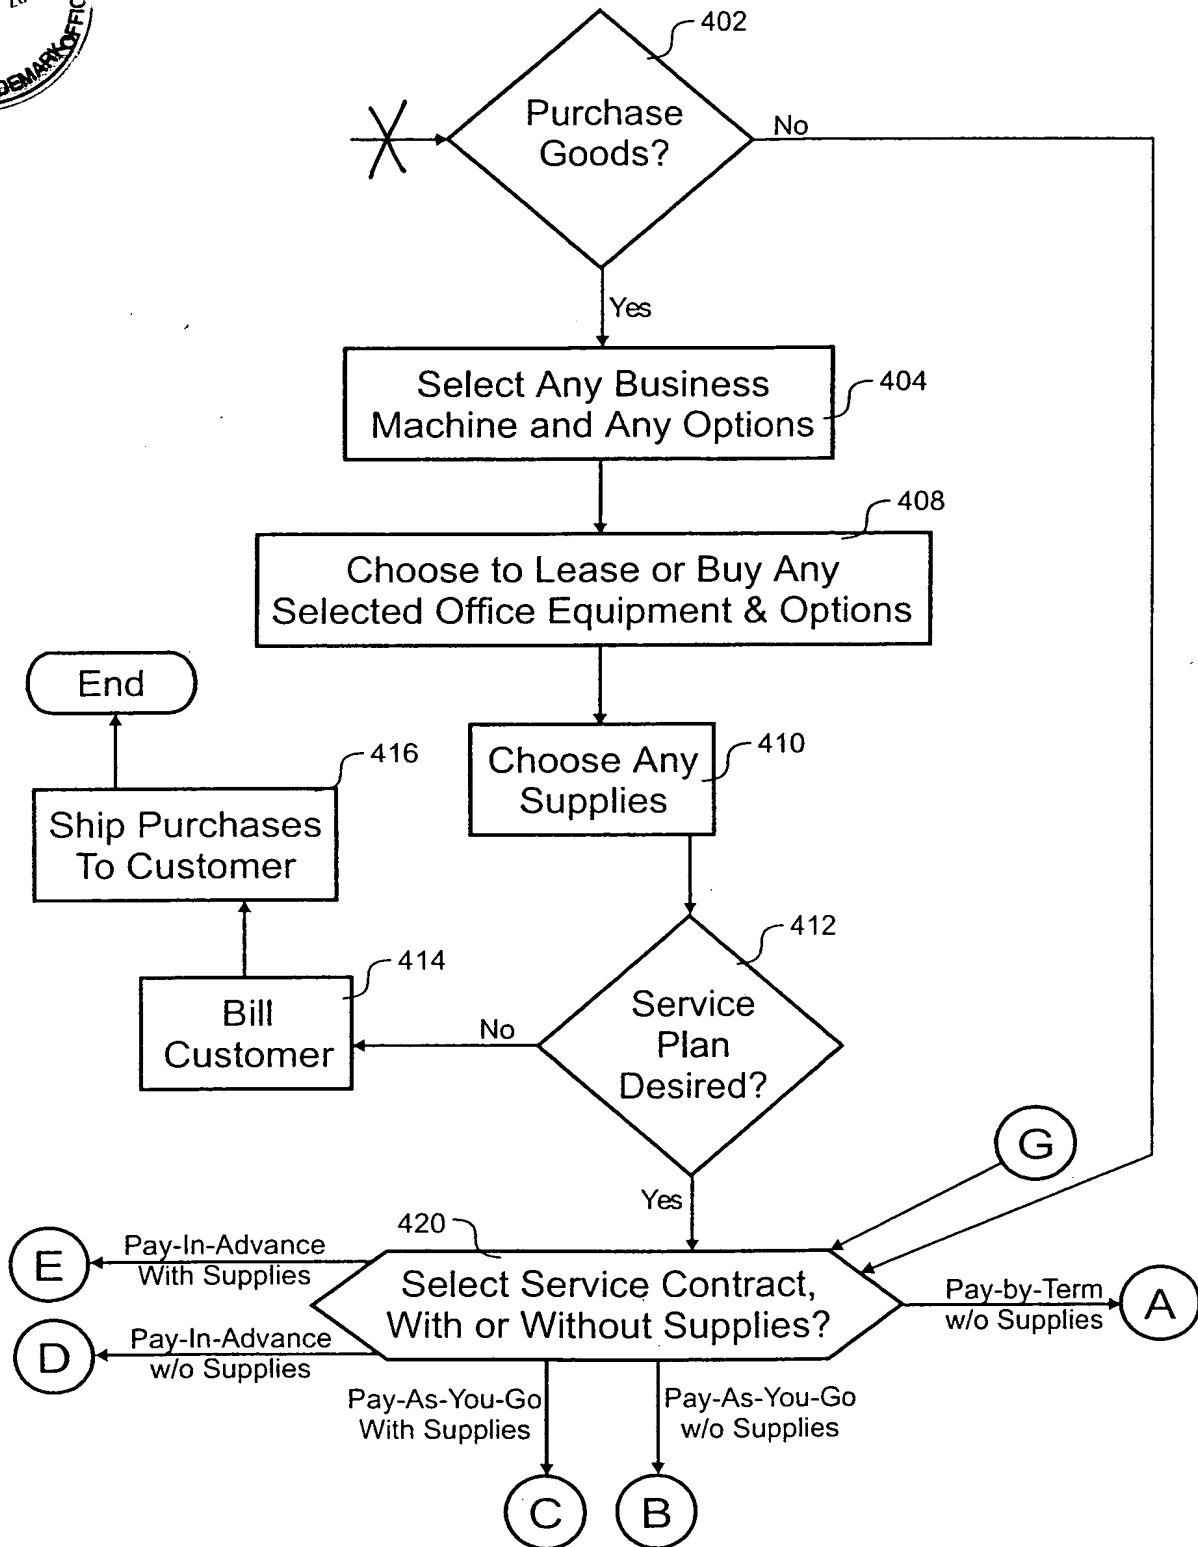 DEMARK OFFIC
402
Purchase
Goods?
No
Yes
Select Any Business
Machine and Any Options
404
408
Choose to Lease or Buy Any
Selected Office Equipment & Options
End
Choose Any
Supplies
410
416
Ship Purchases
To Customer
412
Service
Plan
Desired?
414
Bill
Customer
No
G
Yes
420
E
Pay-In-Advance
With Supplies
Select Service Contract,
With or Without Supplies?
Pay-by-Term
w/o Supplies
A
D
Pay-In-Advance
w/o Supplies
Pay-As-You-Go
With Supplies
Pay-As-You-Go
w/o Supplies
C
B